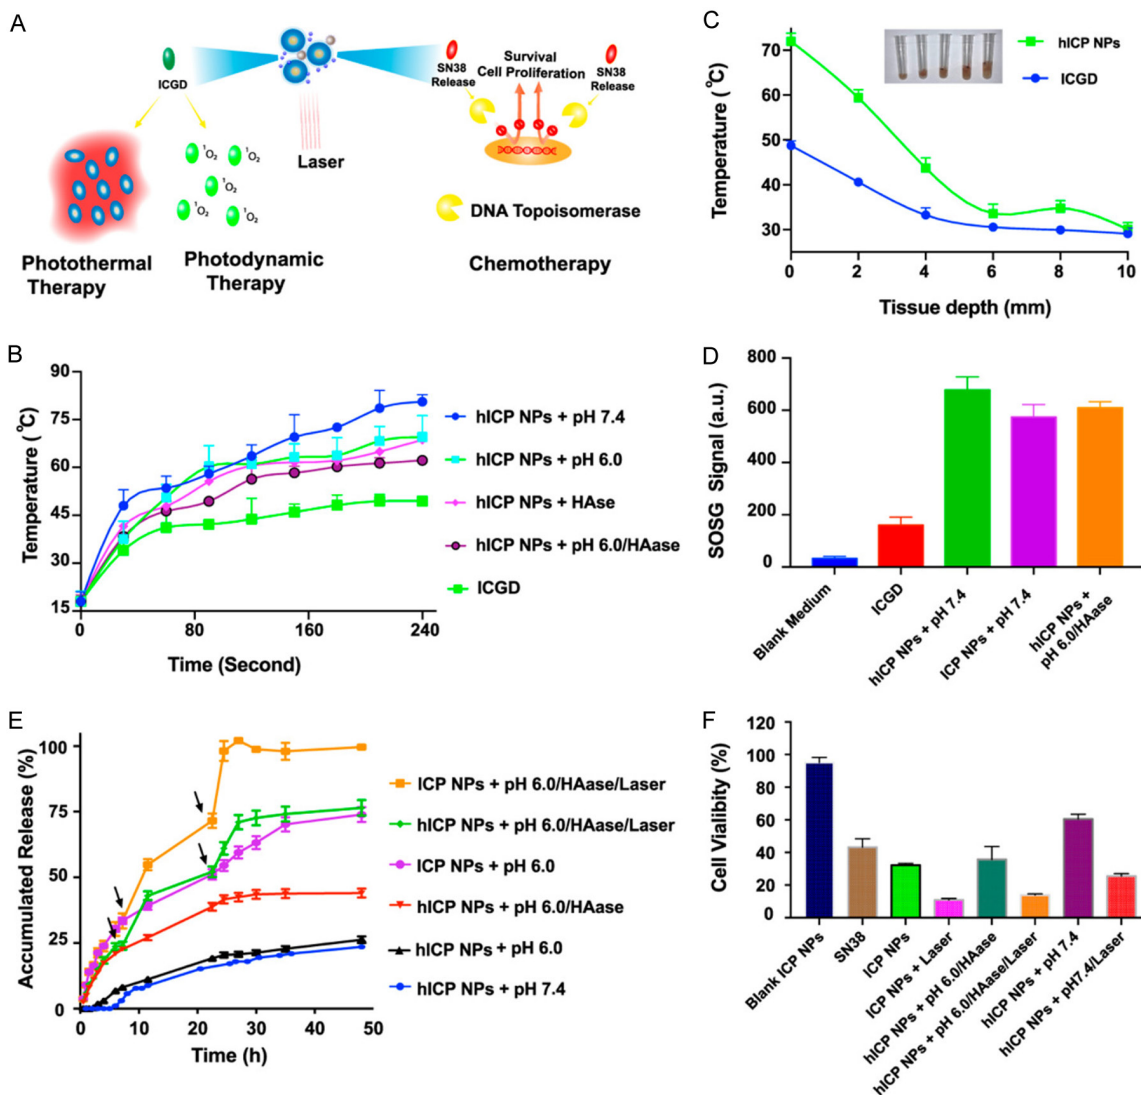 A
ICGD
SN38
Release
Survival
Cell Proliferation
SN38
Release
¹O₂
¹O₂
¹O₂
¹O₂
¹O₂
Laser
DNA Topoisomerase
Photothermal
Therapy
Photodynamic
Therapy
Chemotherapy
C
Temperature (℃)
70
50
40
30
0
2
4
6
8
10
Tissue depth (mm)
hICP NPs
ICGD
B
Temperature (℃)
90
75
60
45
30
15
0
80
160
240
Time (Second)
hICP NPs + pH 7.4
hICP NPs + pH 6.0
hICP NPs + HAse
hICP NPs + pH 6.0/HAase
ICGD
D
SOSG Signal (a.u.)
800
600
400
200
0
Blank Medium
ICGD
hICP NPs + pH 7.4
ICP NPs + pH 7.4
hICP NPs +
pH 6.0/HAase
E
Accumulated Release (%)
100
75
50
25
0
0
10
20
30
40
50
Time (h)
ICP NPs + pH 6.0/HAase/Laser
hICP NPs + pH 6.0/HAase/Laser
ICP NPs + pH 6.0
hICP NPs + pH 6.0/HAase
hICP NPs + pH 6.0
hICP NPs + pH 7.4
F
Cell Vialibity (%)
120
100
80
60
40
20
0
Blank ICP NPs
SN38
ICP NPs
ICP NPs + Laser
hICP NPs + pH 6.0/HAase
hICP NPs + pH 6.0/HAase/Laser
hICP NPs + pH 7.4
hICP NPs + pH7.4/Laser